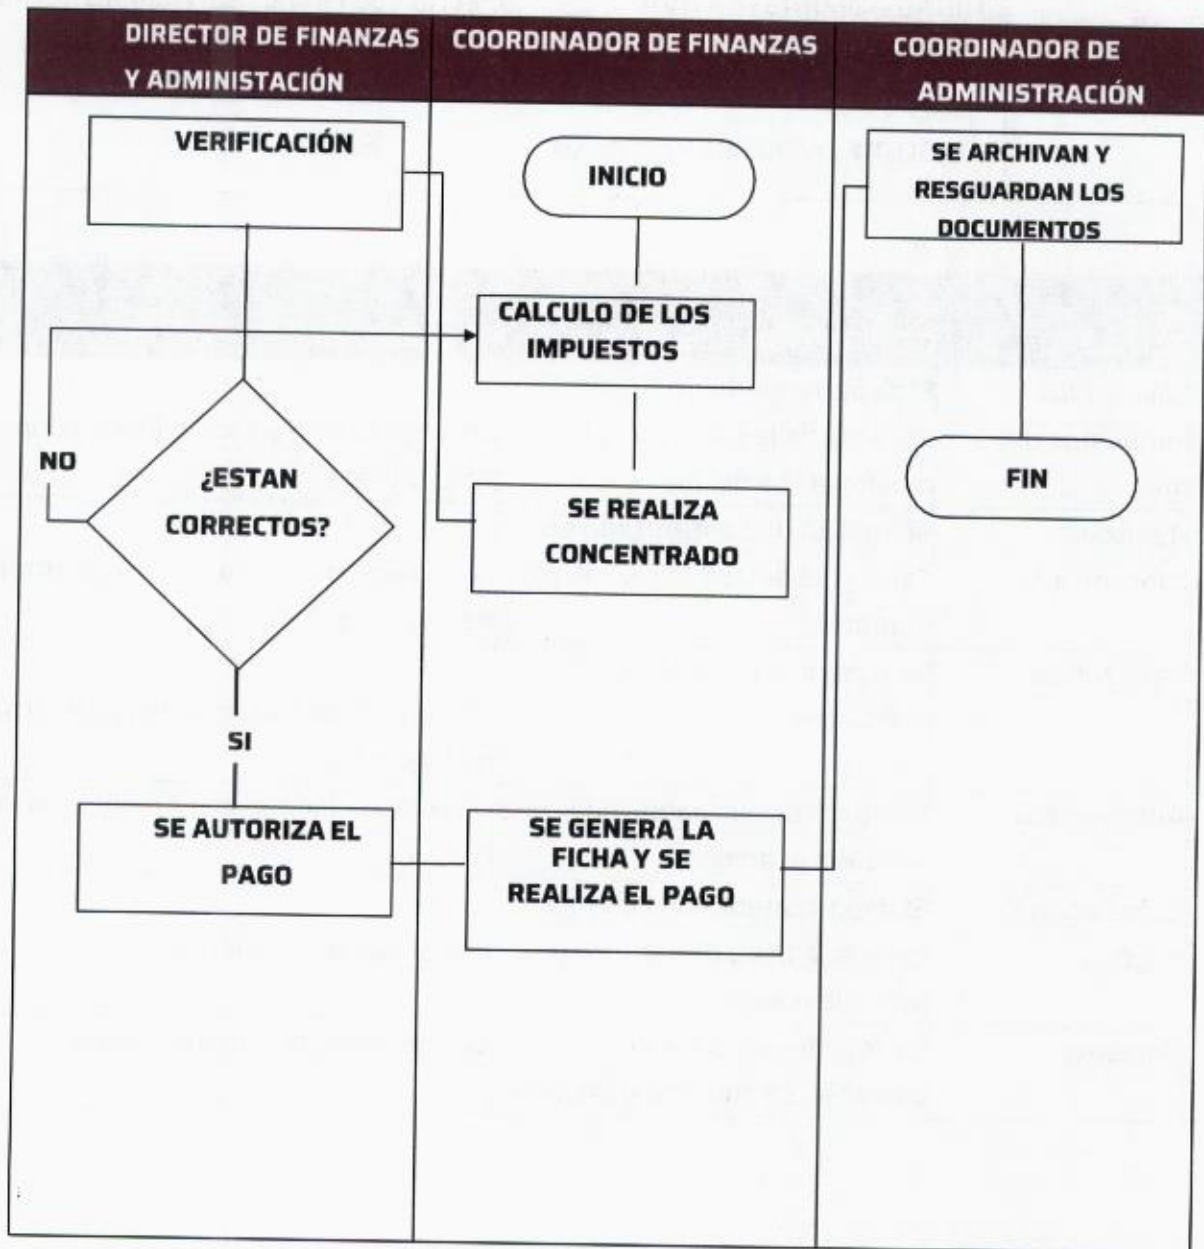 DIRECTOR DE FINANZAS
Y ADMINISTACIÓN
COORDINADOR DE FINANZAS
COORDINADOR DE
ADMINISTRACIÓN
VERIFICACIÓN
INICIO
SE ARCHIVAN Y
RESGUARDAN LOS
DOCUMENTOS
CALCULO DE LOS
IMPUESTOS
NO
¿ESTAN
CORRECTOS?
FIN
SE REALIZA
CONCENTRADO
SI
SE AUTORIZA EL
PAGO
SE GENERA LA
FICHA Y SE
REALIZA EL PAGO